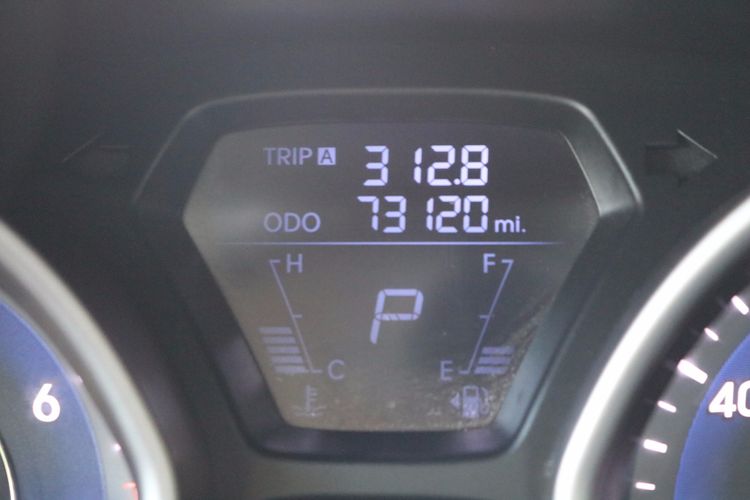 TRIP A 312.8
ODO 73120 mi.
H F
P
C E
6 40